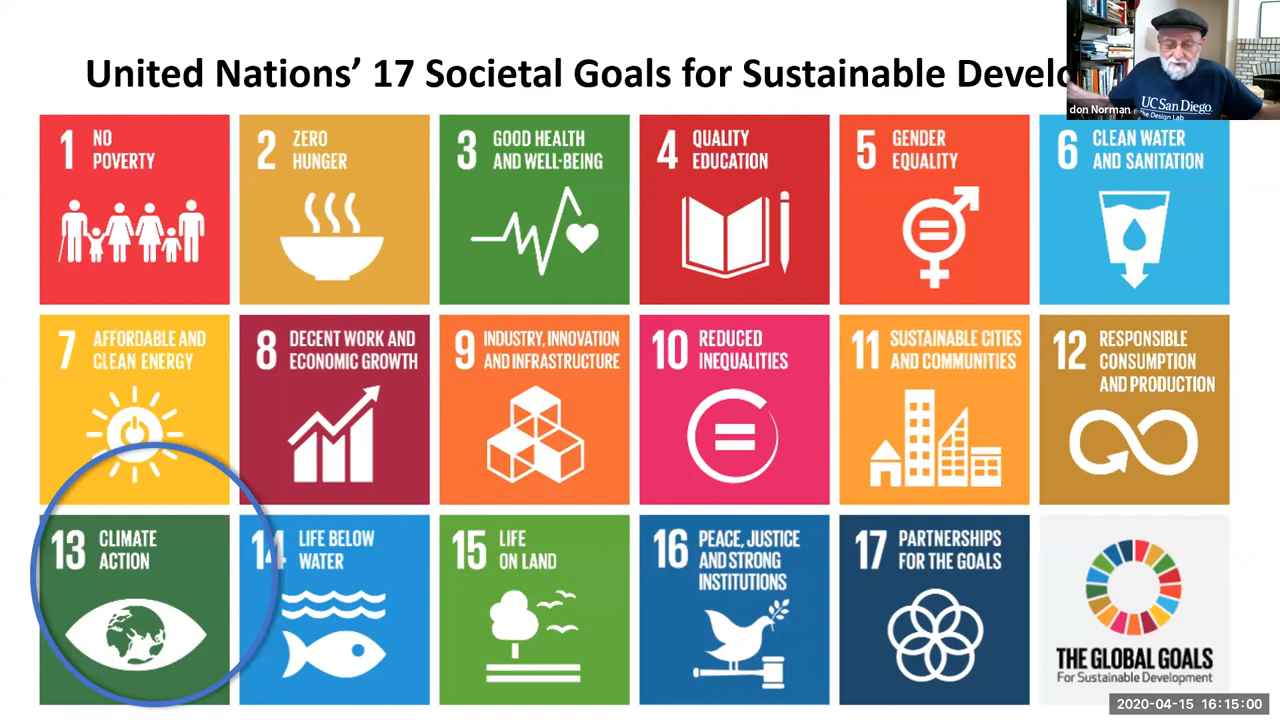 United Nations' 17 Societal Goals for Sustainable Develo
don Norman
UC San Diego
The Design Lab
1 NO
POVERTY
2 ZERO
HUNGER
3 GOOD HEALTH
AND WELL-BEING
4 QUALITY
EDUCATION
5 GENDER
EQUALITY
6 CLEAN WATER
AND SANITATION
7 AFFORDABLE AND
CLEAN ENERGY
8 DECENT WORK AND
ECONOMIC GROWTH
9 INDUSTRY, INNOVATION
AND INFRASTRUCTURE
10 REDUCED
INEQUALITIES
11 SUSTAINABLE CITIES
AND COMMUNITIES
12 RESPONSIBLE
CONSUMPTION
AND PRODUCTION
13 CLIMATE
ACTION
14 LIFE BELOW
WATER
15 LIFE
ON LAND
16 PEACE, JUSTICE
AND STRONG
INSTITUTIONS
17 PARTNERSHIPS
FOR THE GOALS
THE GLOBAL GOALS
For Sustainable Development
2020-04-15 16:15:00